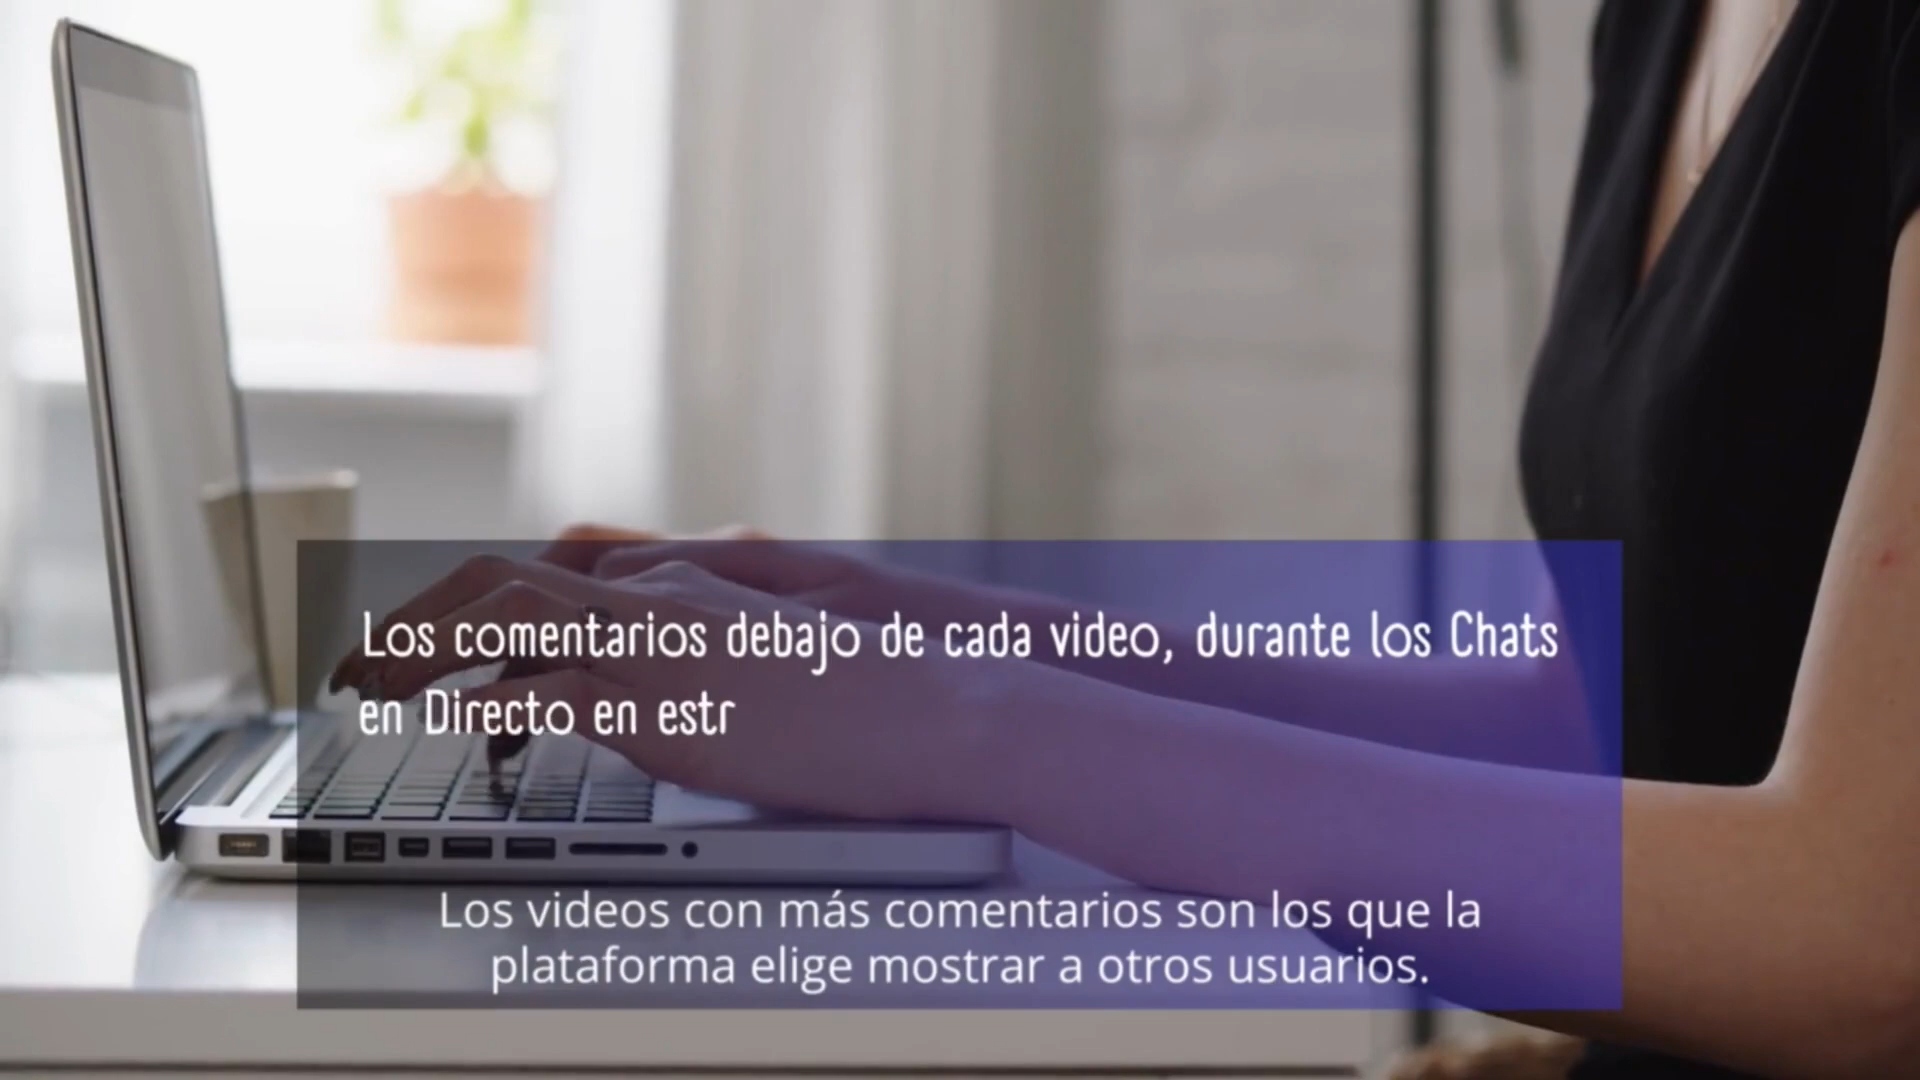 Los comentarios debajo de cada video, durante los Chats
en Directo en estr
Los videos con más comentarios son los que la
plataforma elige mostrar a otros usuarios.